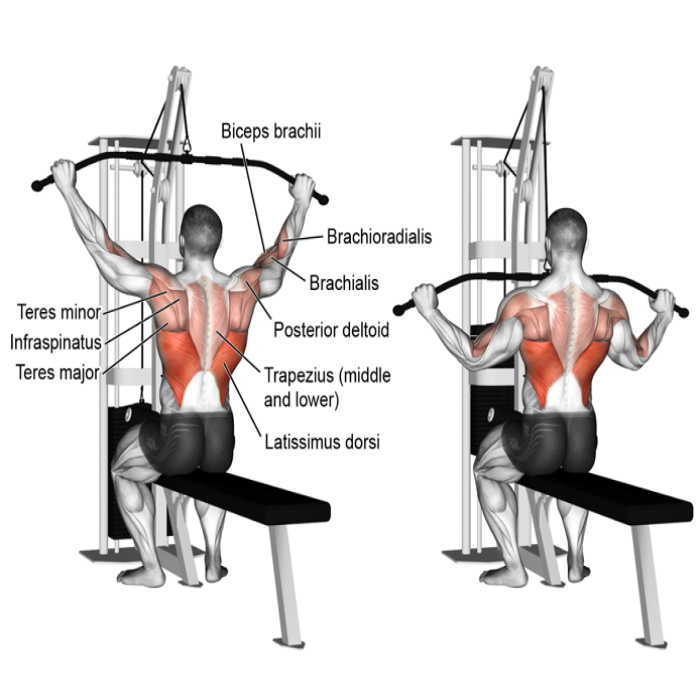 Biceps brachii
Brachioradialis
Brachialis
Teres minor
Posterior deltoid
Infraspinatus
Teres major
Trapezius (middle
and lower)
Latissimus dorsi